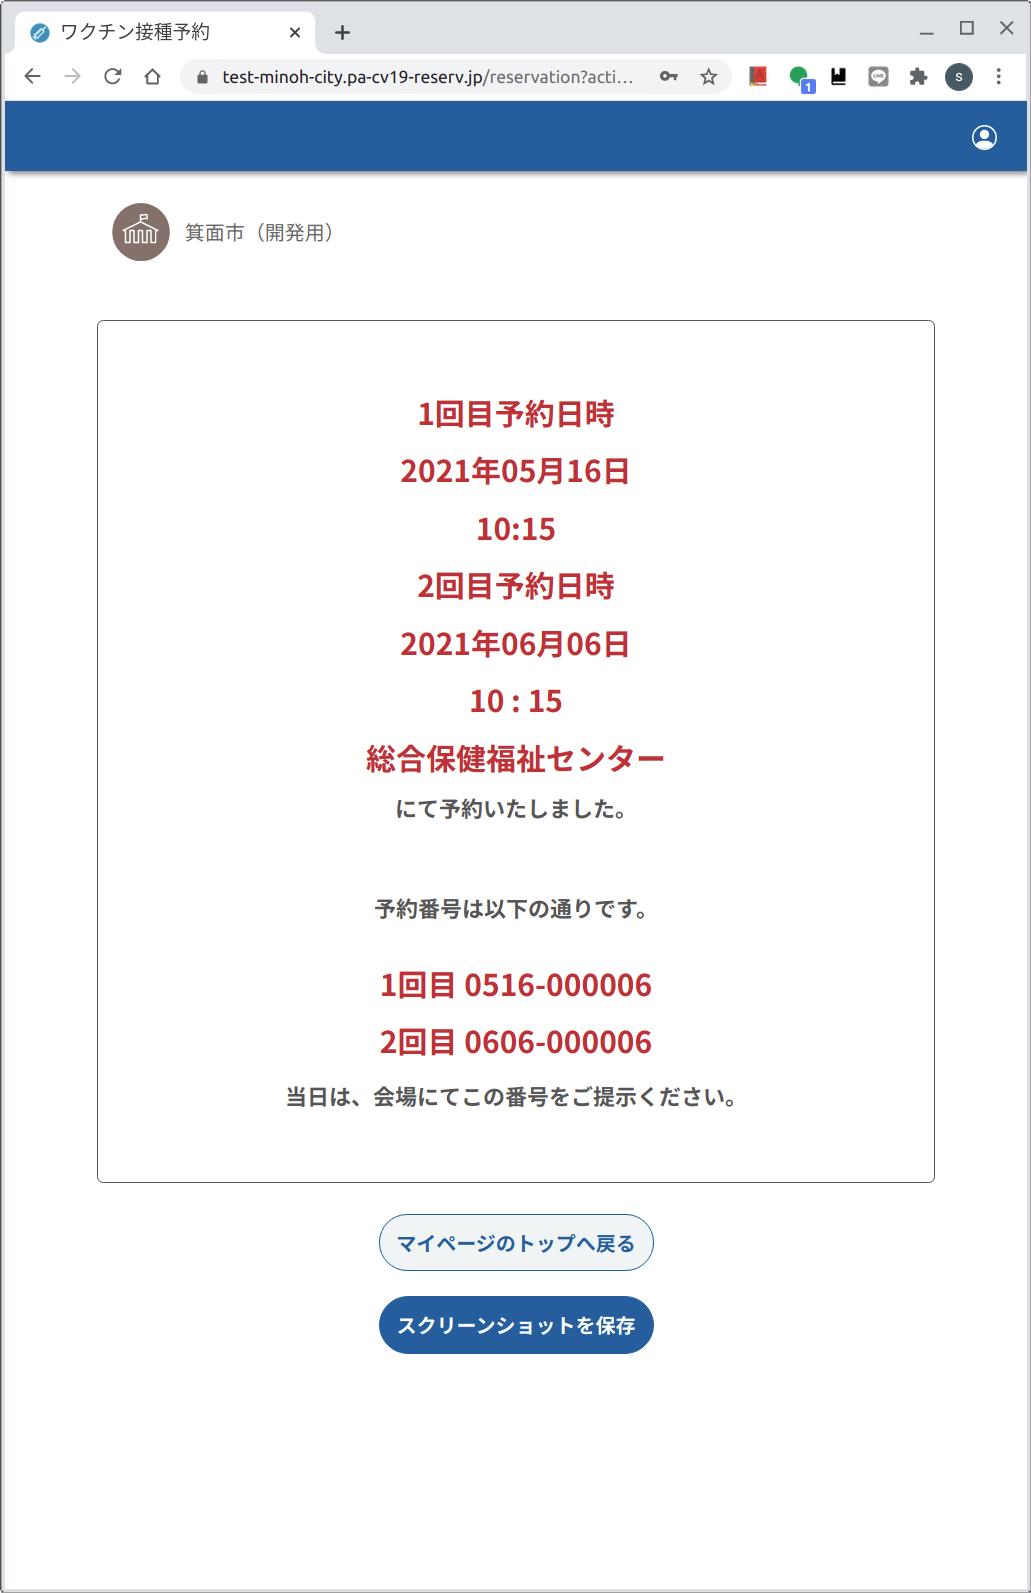 ワクチン接種予約
test-minoh-city.pa-cv19-reserv.jp/reservation?acti...
1
S
箕面市（開発用）
1回目予約日時
2021年05月16日
10:15
2回目予約日時
2021年06月06日
10 : 15
総合保健福祉センター
にて予約いたしました。
予約番号は以下の通りです。
1回目 0516-000006
2回目 0606-000006
当日は、会場にてこの番号をご提示ください。
マイページのトップへ戻る
スクリーンショットを保存